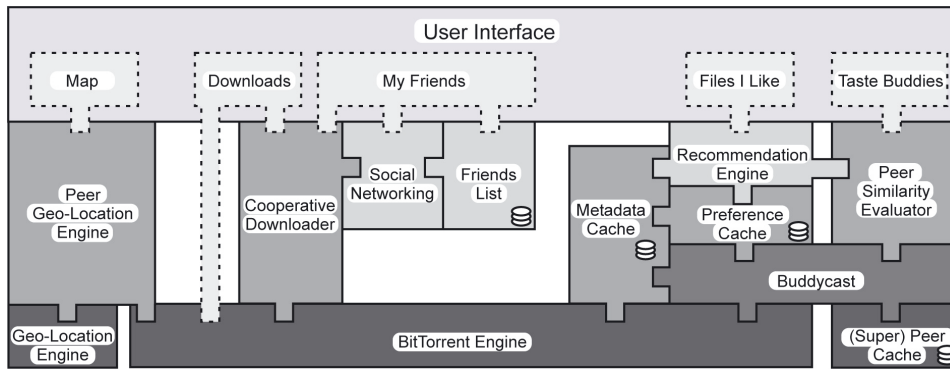 User Interface
Map
Downloads
My Friends
Files I Like
Taste Buddies
Peer
Geo-Location
Engine
Cooperative
Downloader
Social
Networking
Friends
List
Metadata
Cache
Recommendation
Engine
Preference
Cache
Peer
Similarity
Evaluator
Buddycast
Geo-Location
Engine
BitTorrent Engine
(Super) Peer
Cache